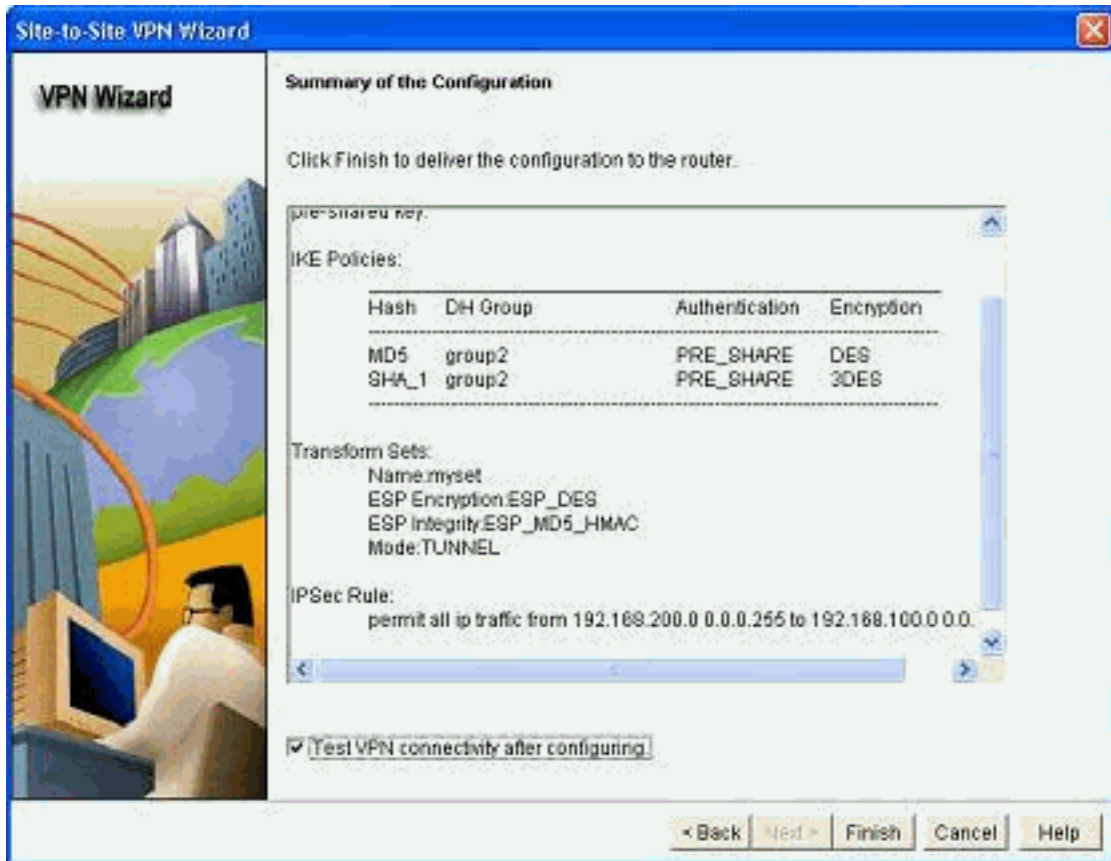 Site-to-Site VPN Wizard
VPN Wizard
Summary of the Configuration
Click Finish to deliver the configuration to the router.
pre-shared key.
IKE Policies:
Hash DH Group Authentication Encryption
MD5 group2 PRE_SHARE DES
SHA_1 group2 PRE_SHARE 3DES
Transform Sets:
Name:myset
ESP Encryption:ESP_DES
ESP Integrity:ESP_MD5_HMAC
Mode:TUNNEL
IPSec Rule:
permit all ip traffic from 192.168.200.0 0.0.0.255 to 192.168.100.0 0.0.
Test VPN connectivity after configuring
< Back Next > Finish Cancel Help